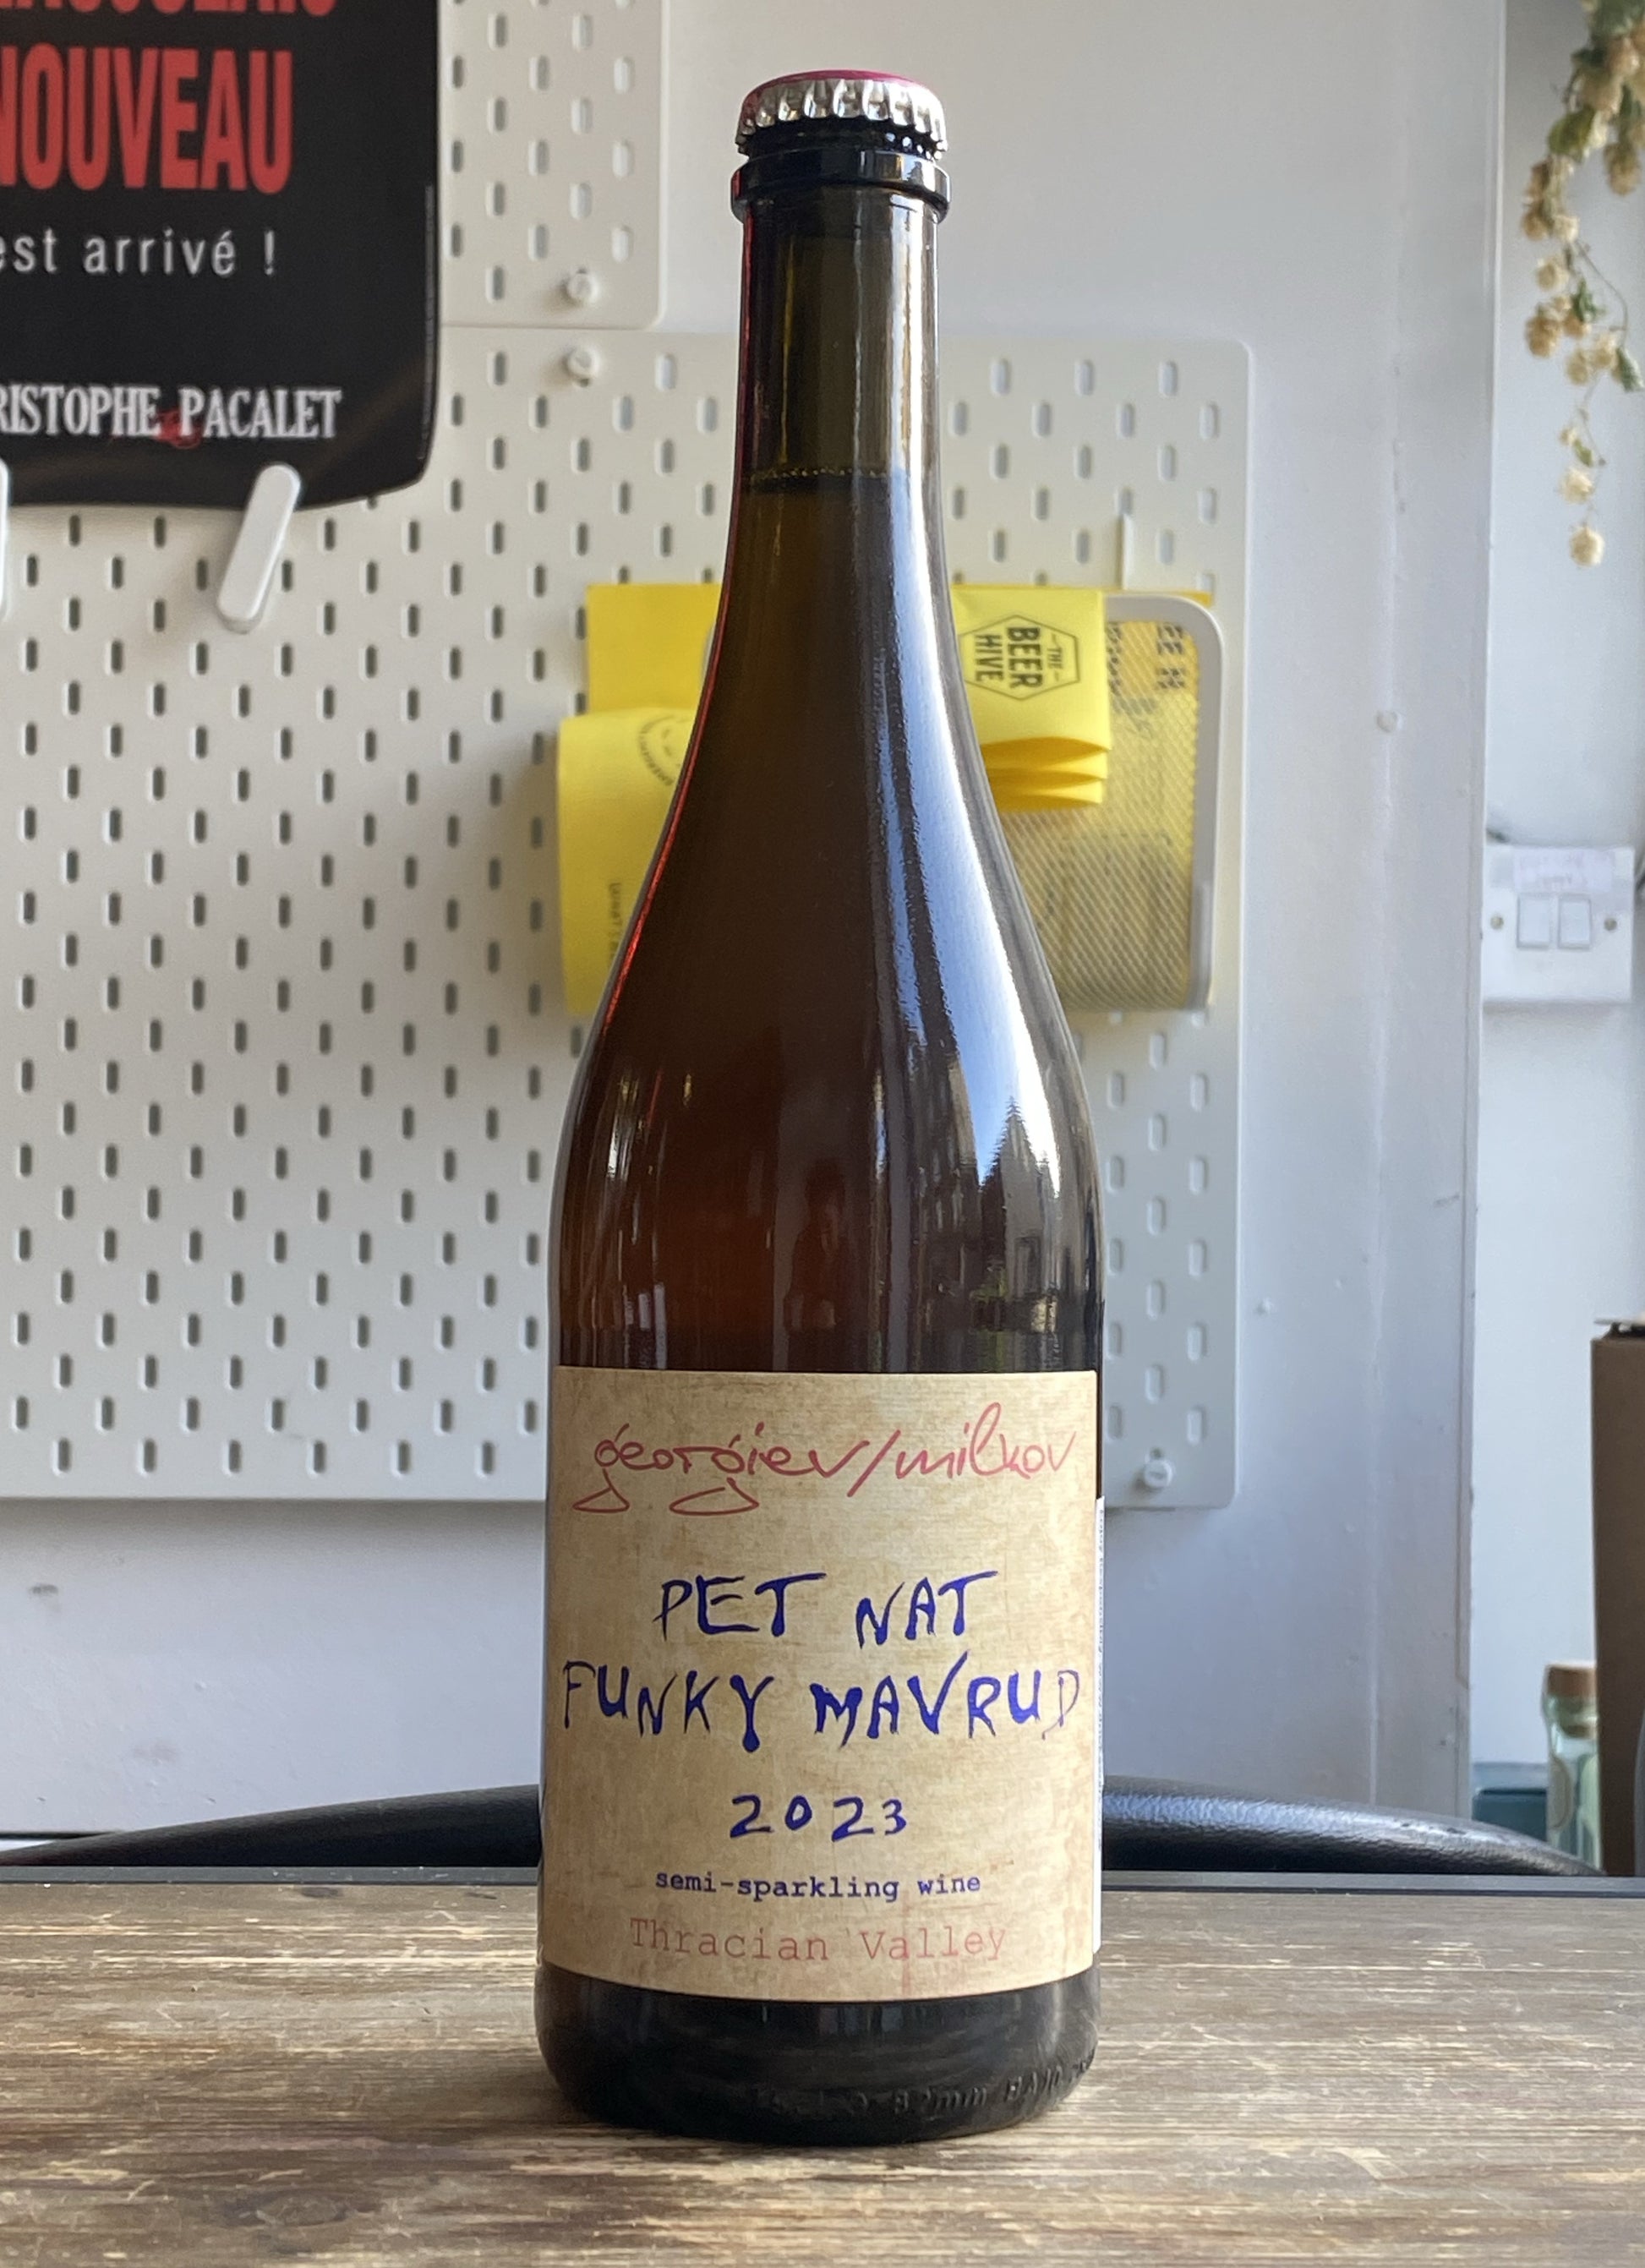 NOUVEAU
est arrivé !
RISTOPHE PACALET
THE
BEER
HIVE
georgiev/milkov
PET NAT
FUNKY MAVRUD
2023
semi-sparkling wine
Thracian Valley